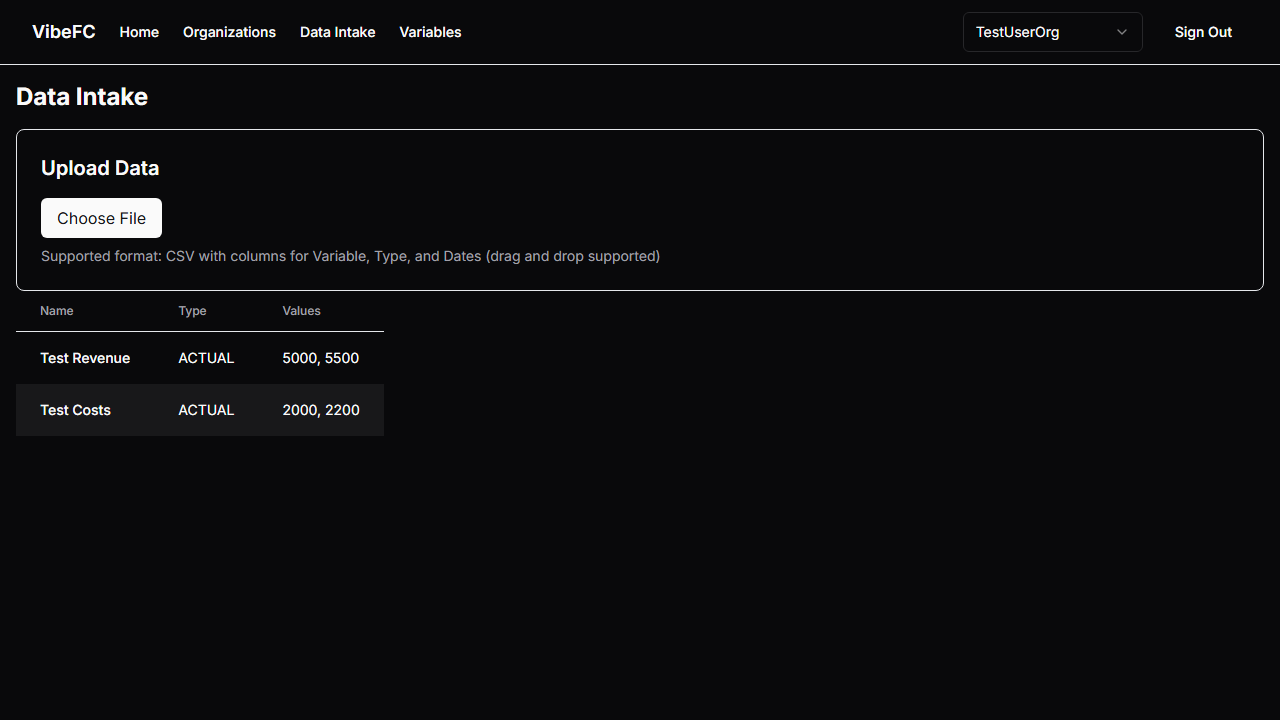 VibeFC Home Organizations Data Intake Variables TestUserOrg Sign Out
Data Intake
Upload Data
Choose File
Supported format: CSV with columns for Variable, Type, and Dates (drag and drop supported)
Name Type Values
Test Revenue ACTUAL 5000, 5500
Test Costs ACTUAL 2000, 2200